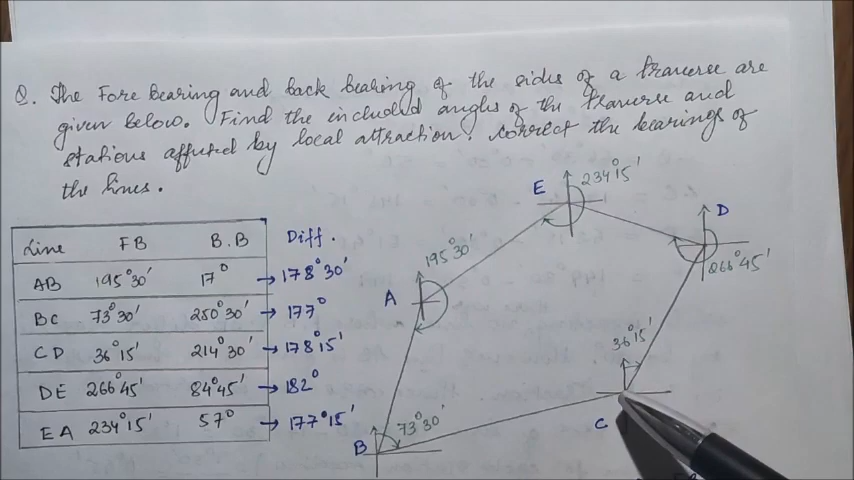 Q. The Fore bearing and back bearing of the sides of a traverse are
given below. Find the included angles of the traverse and
stations affected by local attraction. Correct the bearings of
the lines.
Line FB B.B Diff.
AB 195°30' 17° → 178°30'
BC 73°30' 250°30' → 177°
CD 36°15' 214°30' → 178°15'
DE 266°45' 84°45' → 182°
EA 234°15' 57° → 177°15'
E 234°15'
D
195°30'
266°45'
A
36°15'
73°30'
C
B